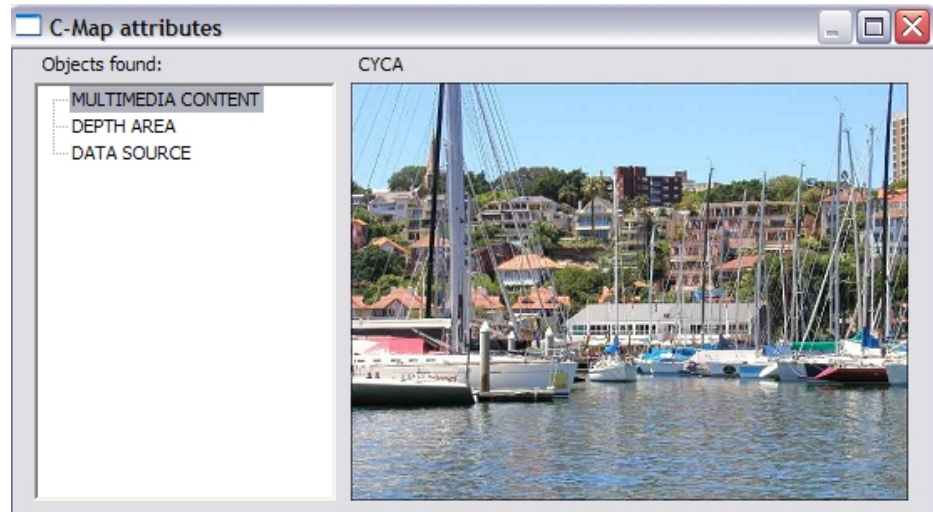 C-Map attributes
Objects found:
CYCA
MULTIMEDIA CONTENT
DEPTH AREA
DATA SOURCE